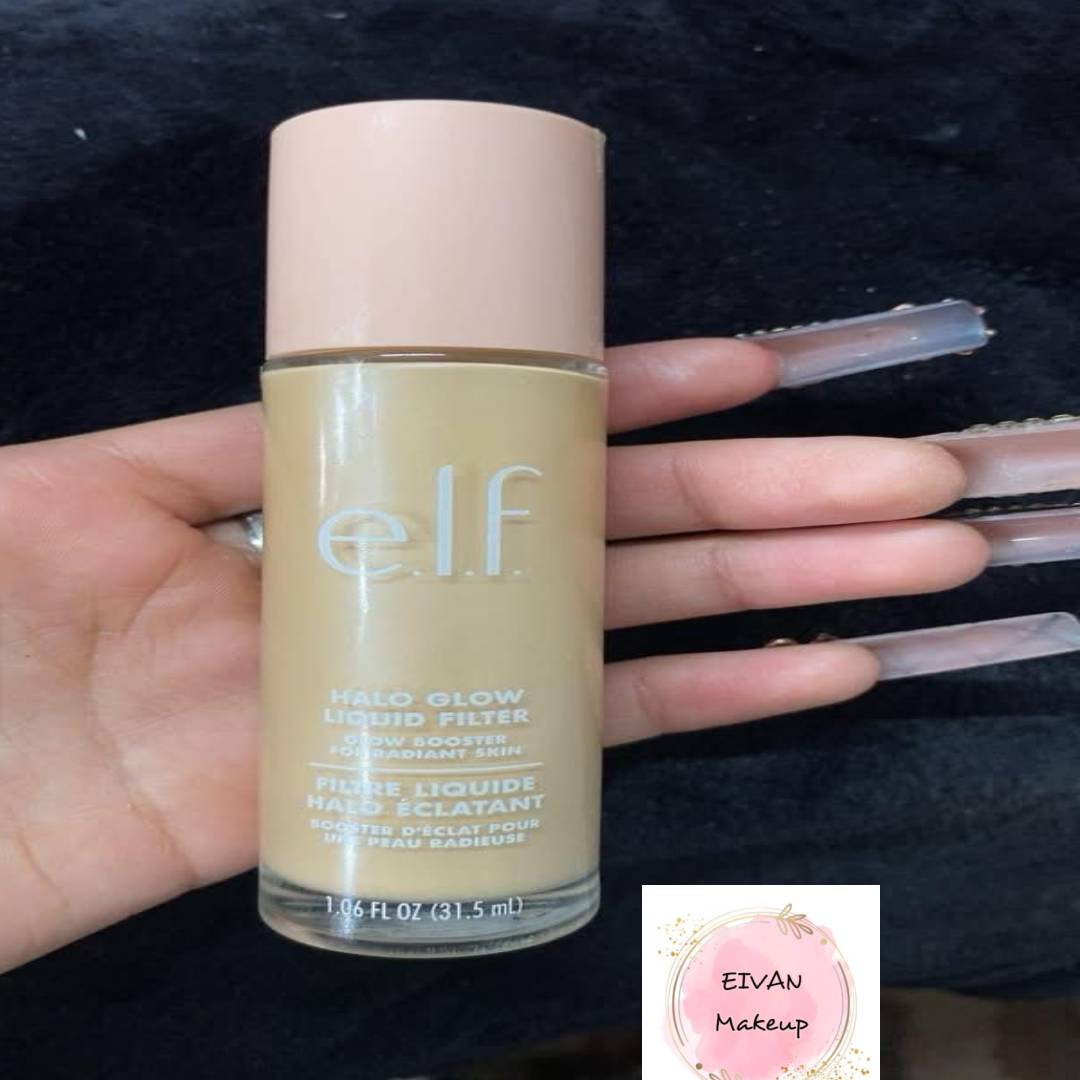 e.l.f.
HALO GLOW
LIQUID FILTER
GLOW BOOSTER
FOR RADIANT SKIN
FILTRE LIQUIDE
HALO ÉCLATANT
BOOSTER D'ÉCLAT POUR
UNE PEAU RADIEUSE
1.06 FL OZ (31.5 mL)
EIVAN
Makeup